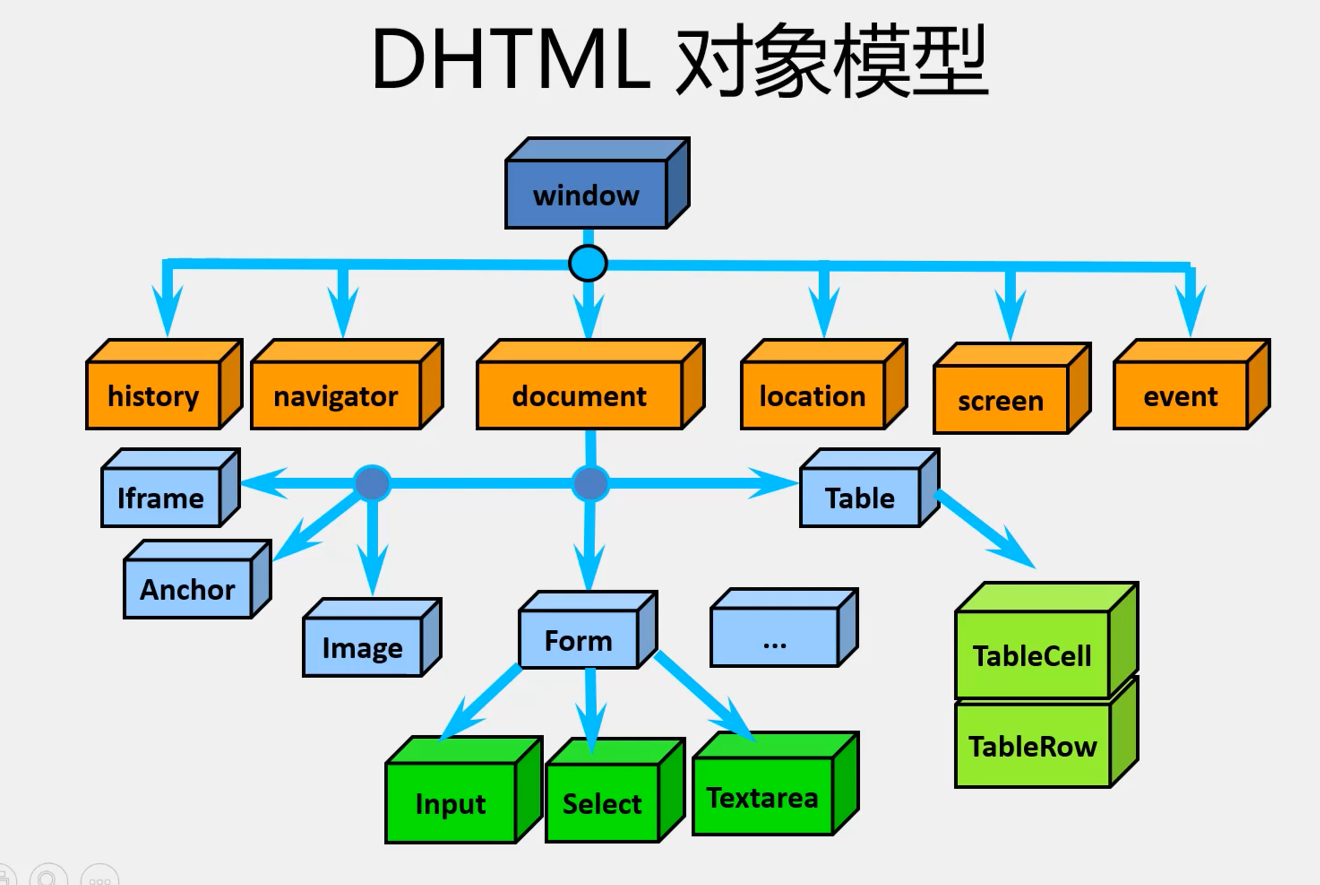 DHTML 对象模型
window
history
navigator
document
location
screen
event
Iframe
Table
Anchor
Image
Form
...
TableCell
TableRow
Input
Select
Textarea